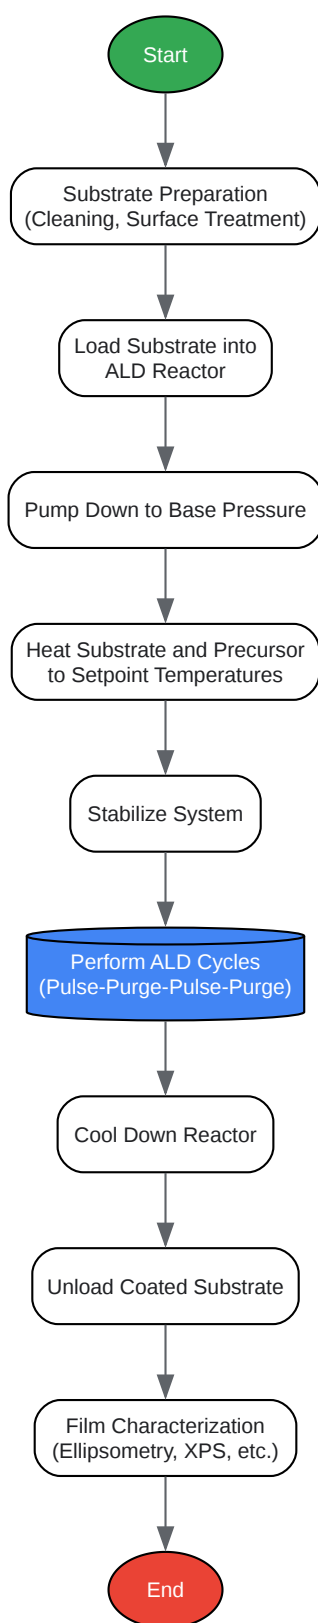 Start
Substrate Preparation
(Cleaning, Surface Treatment)
Load Substrate into
ALD Reactor
Pump Down to Base Pressure
Heat Substrate and Precursor
to Setpoint Temperatures
Stabilize System
Perform ALD Cycles
(Pulse-Purge-Pulse-Purge)
Cool Down Reactor
Unload Coated Substrate
Film Characterization
(Ellipsometry, XPS, etc.)
End